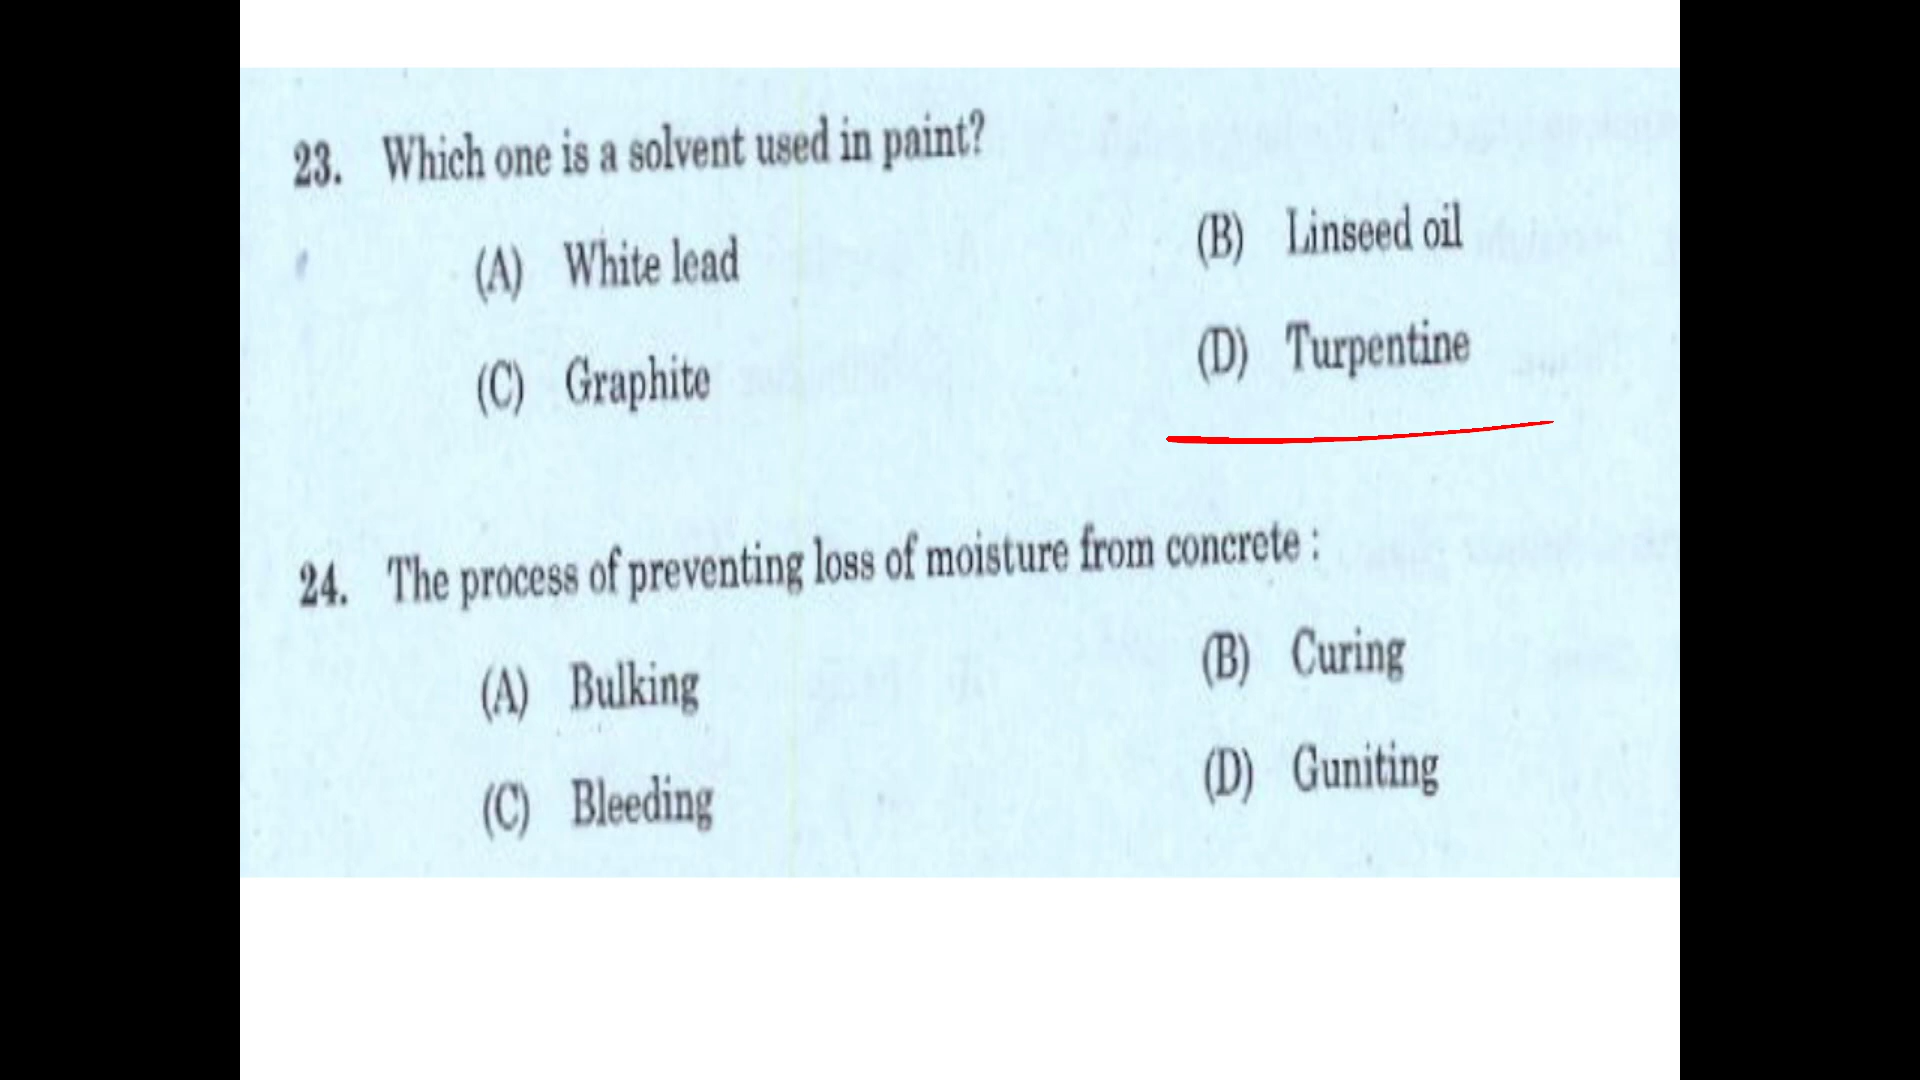 23. Which one is a solvent used in paint?
(A) White lead
(B) Linseed oil
(C) Graphite
(D) Turpentine
24. The process of preventing loss of moisture from concrete :
(A) Bulking
(B) Curing
(C) Bleeding
(D) Guniting